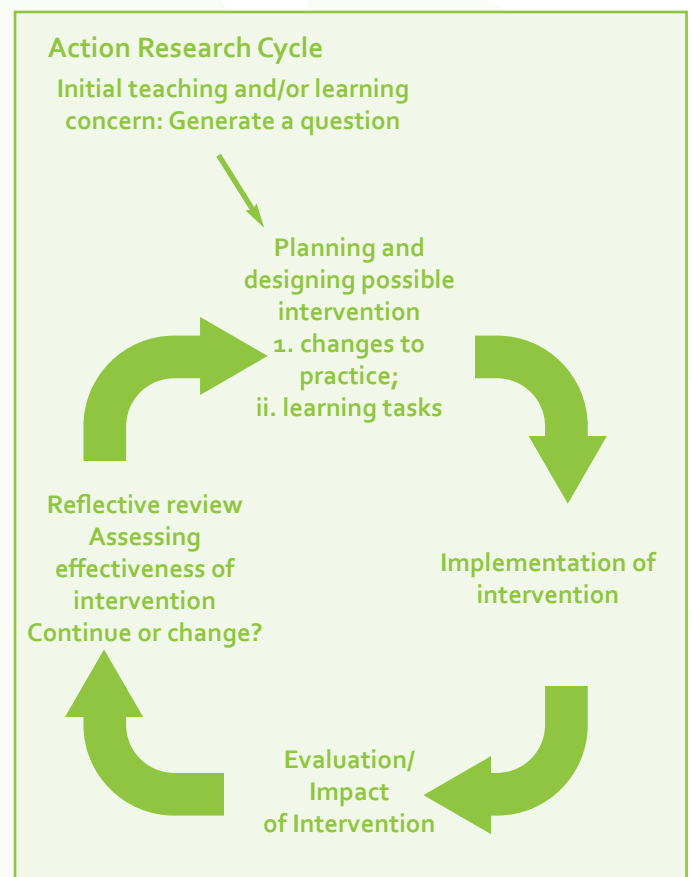 Action Research Cycle
Initial teaching and/or learning
concern: Generate a question
Planning and
designing possible
intervention
1. changes to
practice;
ii. learning tasks
Implementation of
intervention
Evaluation/
Impact
of Intervention
Reflective review
Assessing
effectiveness of
intervention
Continue or change?